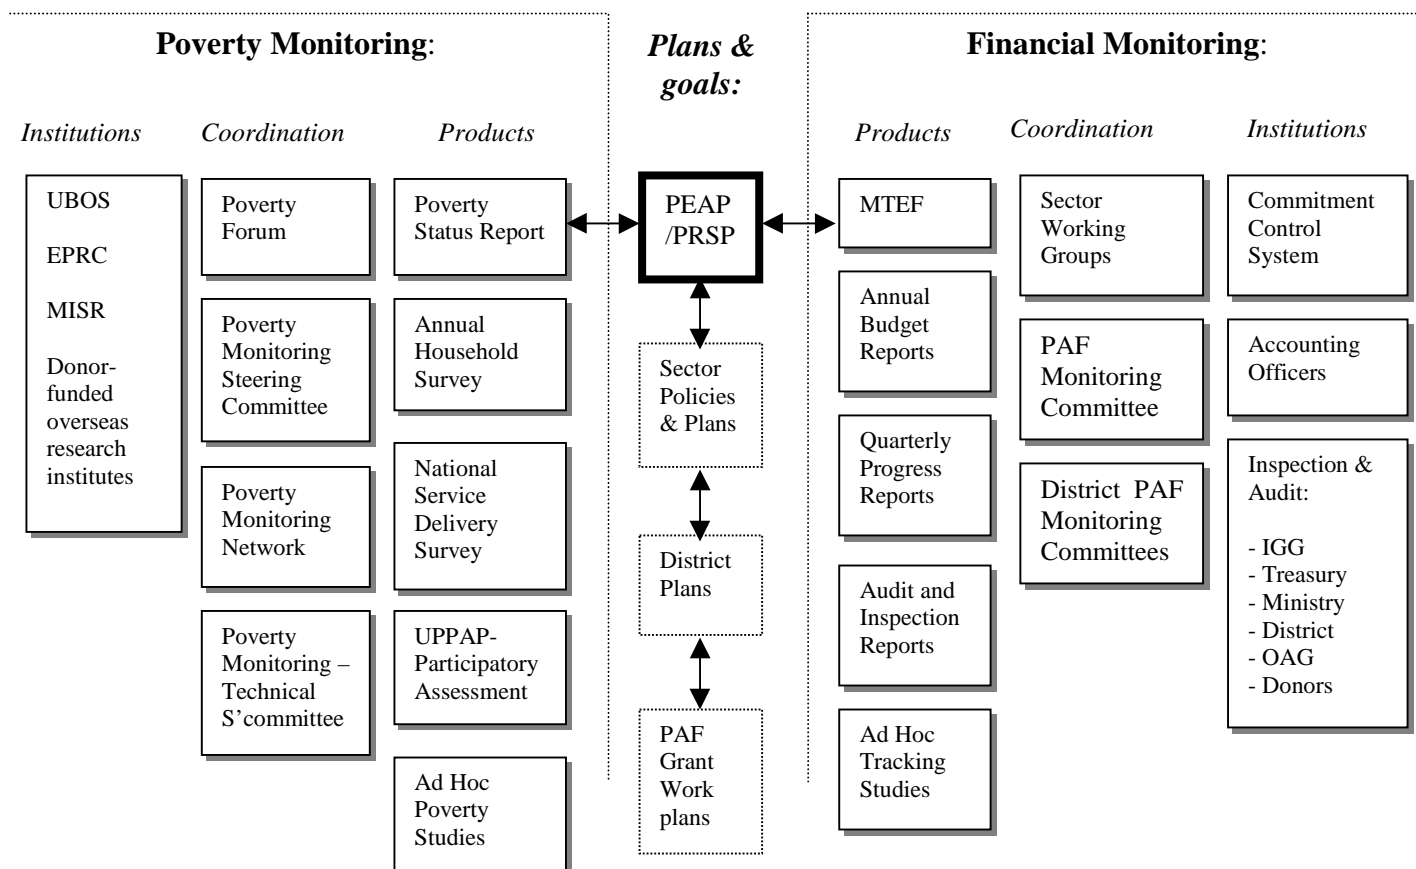 Poverty Monitoring:
Institutions
Coordination
Products
UBOS
EPRC
MISR
Donor-
funded
overseas
research
institutes
Poverty
Forum
Poverty
Monitoring
Steering
Committee
Poverty
Monitoring
Network
Poverty
Monitoring –
Technical
S’committee
Poverty
Status Report
Annual
Household
Survey
National
Service
Delivery
Survey
UPPAP-
Participatory
Assessment
Ad Hoc
Poverty
Studies
Plans &
goals:
PEAP
/PRSP
Sector
Policies
& Plans
District
Plans
PAF
Grant
Work
plans
Financial Monitoring:
Products
Coordination
Institutions
MTEF
Annual
Budget
Reports
Quarterly
Progress
Reports
Audit and
Inspection
Reports
Ad Hoc
Tracking
Studies
Sector
Working
Groups
PAF
Monitoring
Committee
District PAF
Monitoring
Committees
Commitment
Control
System
Accounting
Officers
Inspection &
Audit:
- IGG
- Treasury
- Ministry
- District
- OAG
- Donors